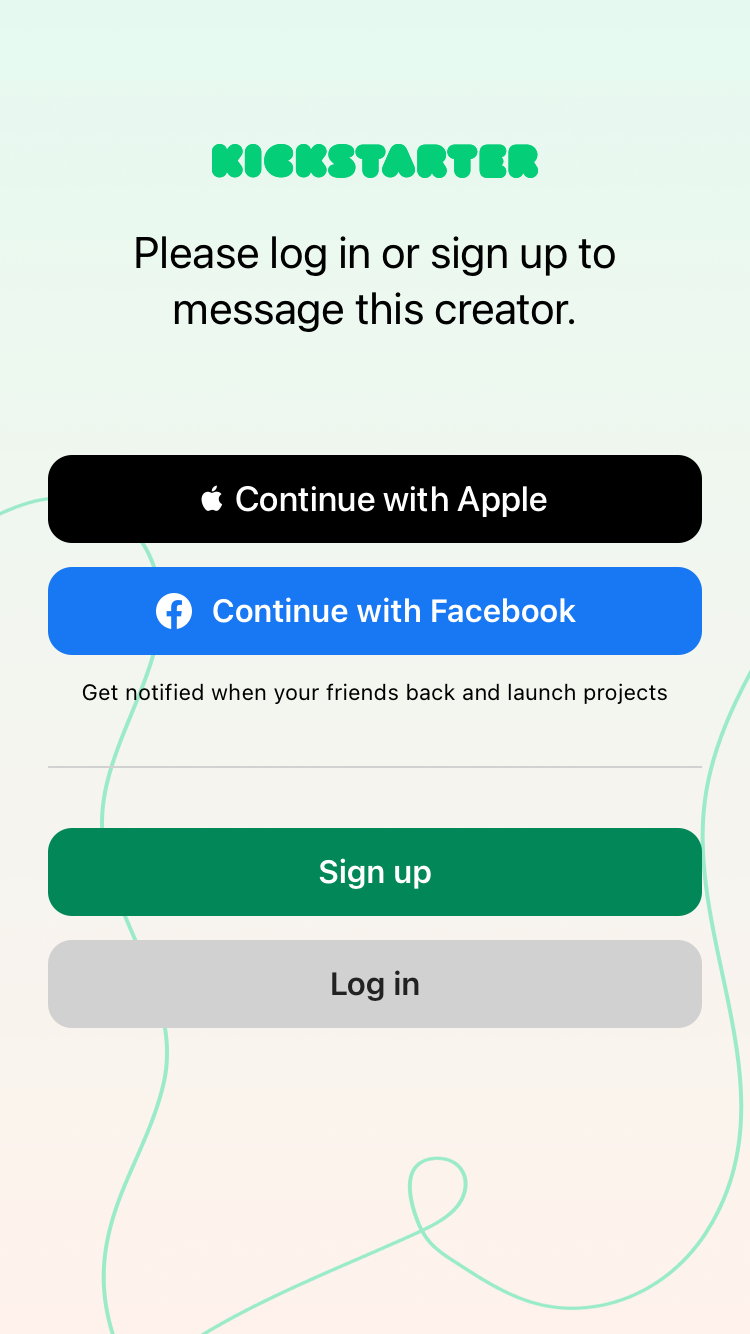 KICKSTARTER
Please log in or sign up to
message this creator.
Continue with Apple
Continue with Facebook
Get notified when your friends back and launch projects
Sign up
Log in